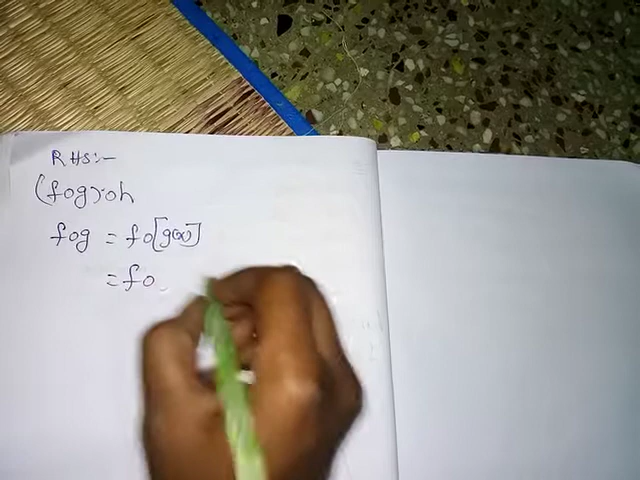 RHS:-
(fog)oh
fog = fo[g(x)]
= fo